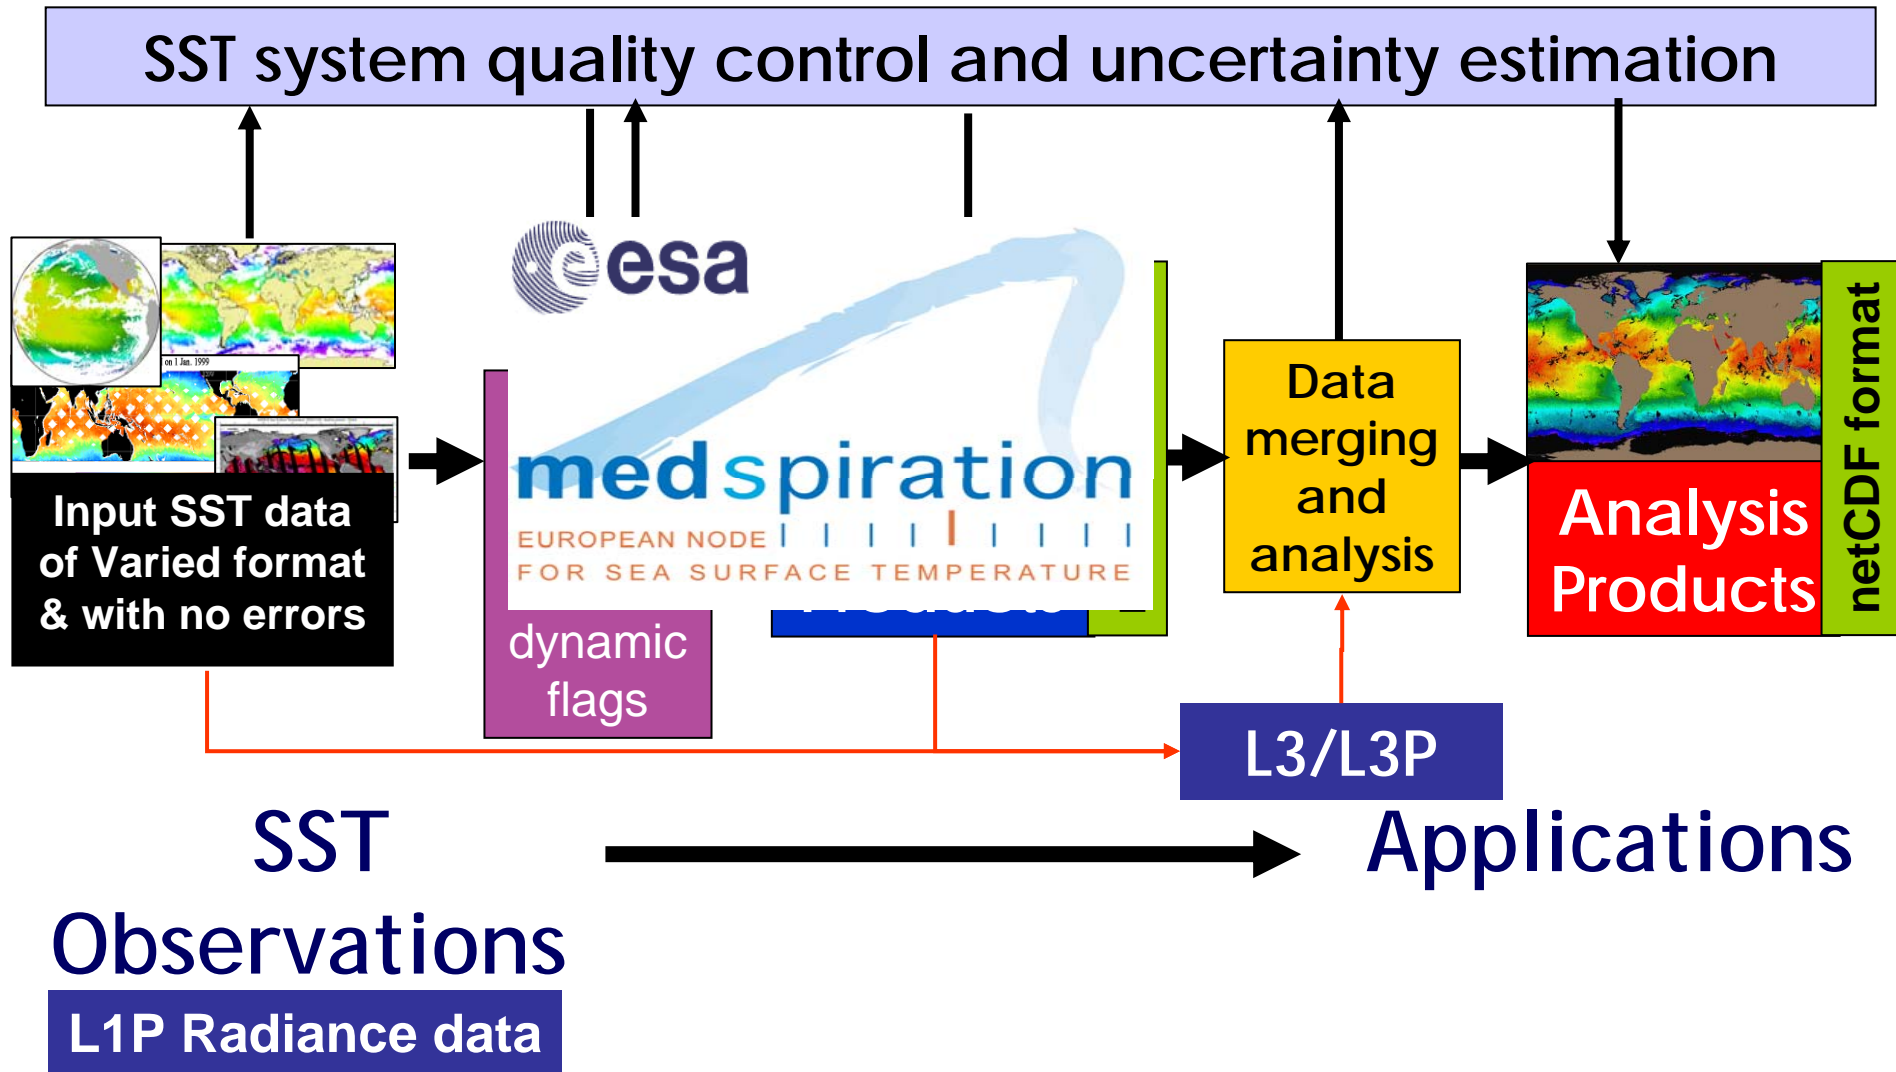 SST system quality control and uncertainty estimation
esa
on 1 Jan. 1999
medspiration
EUROPEAN NODE
FOR SEA SURFACE TEMPERATURE
Input SST data
of Varied format
& with no errors
dynamic
flags
Products
Data
merging
and
analysis
Analysis
Products
netCDF format
L3/L3P
SST
Observations
Applications
L1P Radiance data